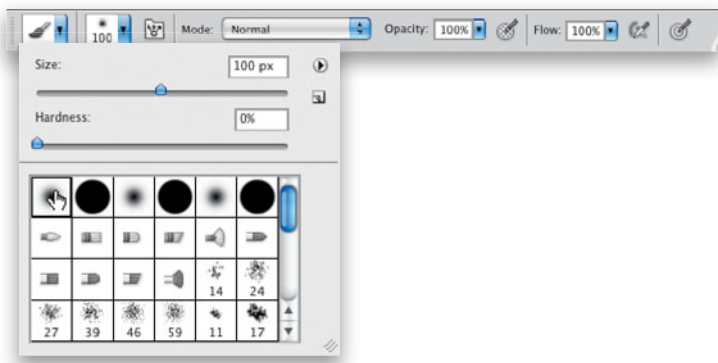 100 Mode: Normal Opacity: 100% Flow: 100%
Size: 100 px
Hardness: 0%
14 24
27 39 46 59 11 17